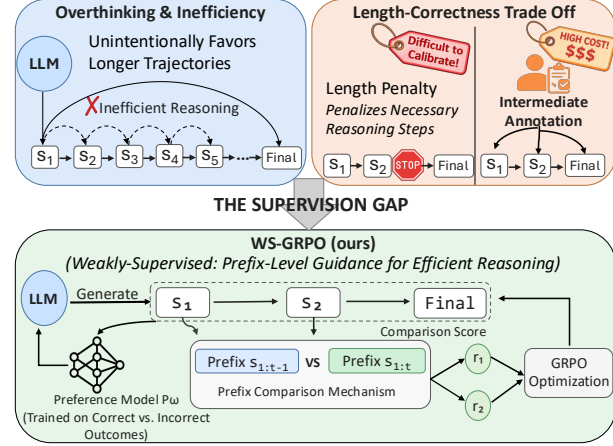 Overthinking & Inefficiency
LLM
Unintentionally Favors
Longer Trajectories
Inefficient Reasoning
S1
S2
S3
S4
S5
Final
Length-Correctness Trade Off
Difficult to
Calibrate!
HIGH COST!
$$$
Length Penalty
Penalizes Necessary
Reasoning Steps
S1
S2
STOP
Final
Intermediate
Annotation
S1
S2
Final
THE SUPERVISION GAP
WS-GRPO (ours)
(Weakly-Supervised: Prefix-Level Guidance for Efficient Reasoning)
LLM
Generate
S1
S2
Final
Comparison Score
Prefix s1:t-1
VS
Prefix s1:t
Prefix Comparison Mechanism
r1
r2
GRPO
Optimization
Preference Model Pω
(Trained on Correct vs. Incorrect
Outcomes)